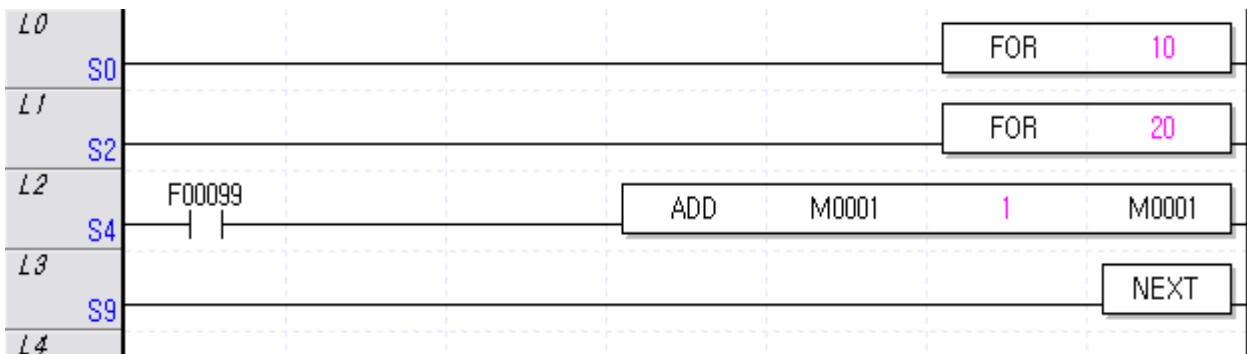 L0
FOR 10
S0
L1
FOR 20
S2
L2
F00099
ADD M0001 1 M0001
S4
L3
NEXT
S9
L4